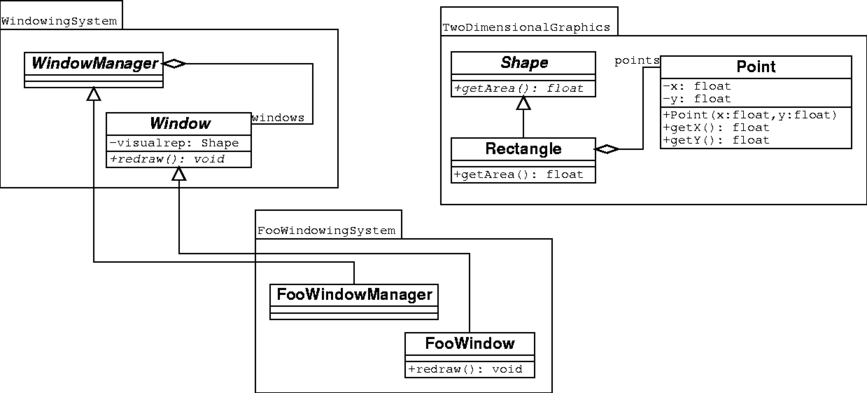 WindowingSystem
WindowManager
windows
Window
-visualrep: Shape
+redraw(): void
TwoDimensionalGraphics
Shape
+getArea(): float
points
Point
-x: float
-y: float
+Point(x:float,y:float)
+getX(): float
+getY(): float
Rectangle
+getArea(): float
FooWindowingSystem
FooWindowManager
FooWindow
+redraw(): void